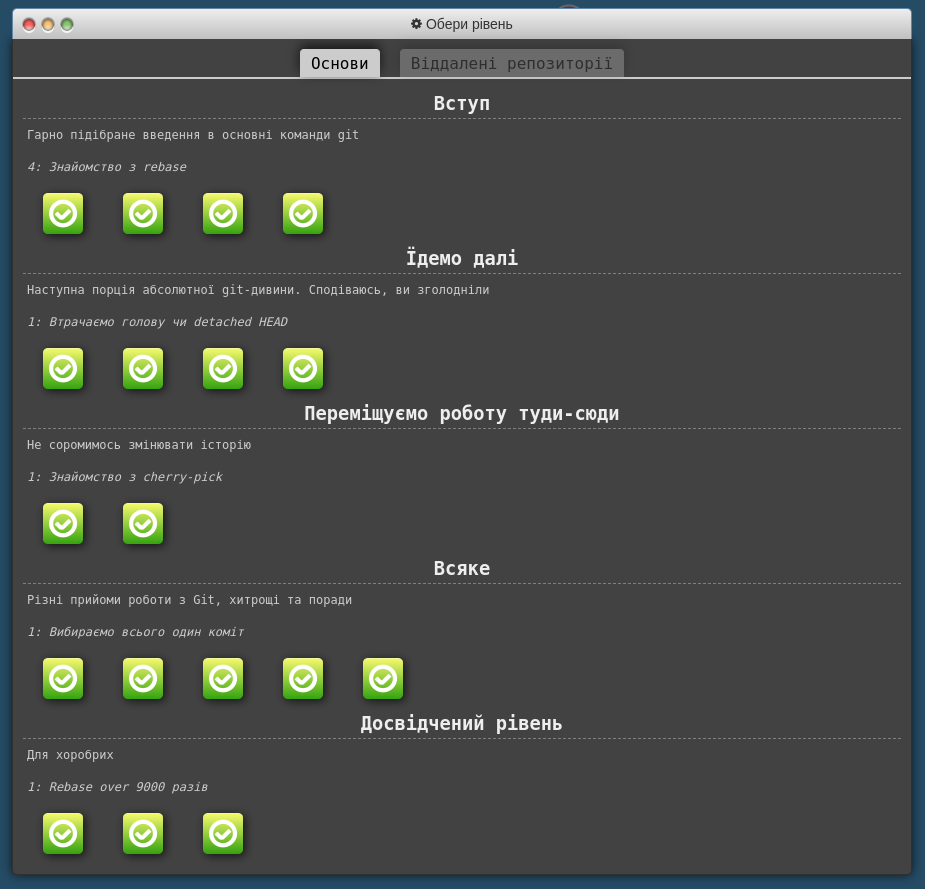 Обери рівень
Основи
Віддалені репозиторії
Вступ
Гарно підібране введення в основні команди git
4: Знайомство з rebase
Їдемо далі
Наступна порція абсолютної git-дивини. Сподіваюсь, ви зголодніли
1: Втрачаємо голову чи detached HEAD
Переміщуємо роботу туди-сюди
Не соромимось змінювати історію
1: Знайомство з cherry-pick
Всяке
Різні прийоми роботи з Git, хитрощі та поради
1: Вибираємо всього один коміт
Досвідчений рівень
Для хоробрих
1: Rebase over 9000 разів